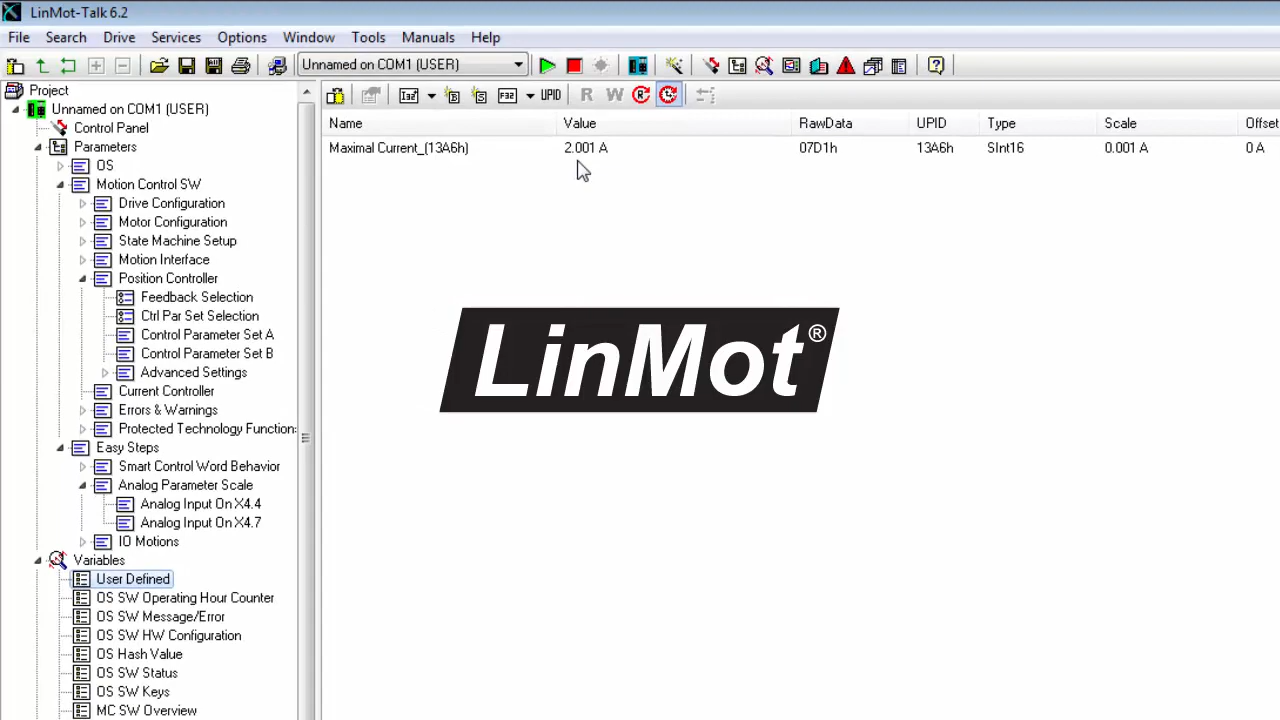 LinMot-Talk 6.2
File Search Drive Services Options Window Tools Manuals Help
Unnamed on COM1 (USER)
Project
Unnamed on COM1 (USER)
Control Panel
Parameters
OS
Motion Control SW
Drive Configuration
Motor Configuration
State Machine Setup
Motion Interface
Position Controller
Feedback Selection
Ctrl Par Set Selection
Control Parameter Set A
Control Parameter Set B
Advanced Settings
Current Controller
Errors & Warnings
Protected Technology Function:
Easy Steps
Smart Control Word Behavior
Analog Parameter Scale
Analog Input On X4.4
Analog Input On X4.7
IO Motions
Variables
User Defined
OS SW Operating Hour Counter
OS SW Message/Error
OS SW HW Configuration
OS Hash Value
OS SW Status
OS SW Keys
MC SW Overview
UPID R W
Name Value RawData UPID Type Scale Offset
Maximal Current_(13A6h) 2.001 A 07D1h 13A6h SInt16 0.001 A 0 A
LinMot®